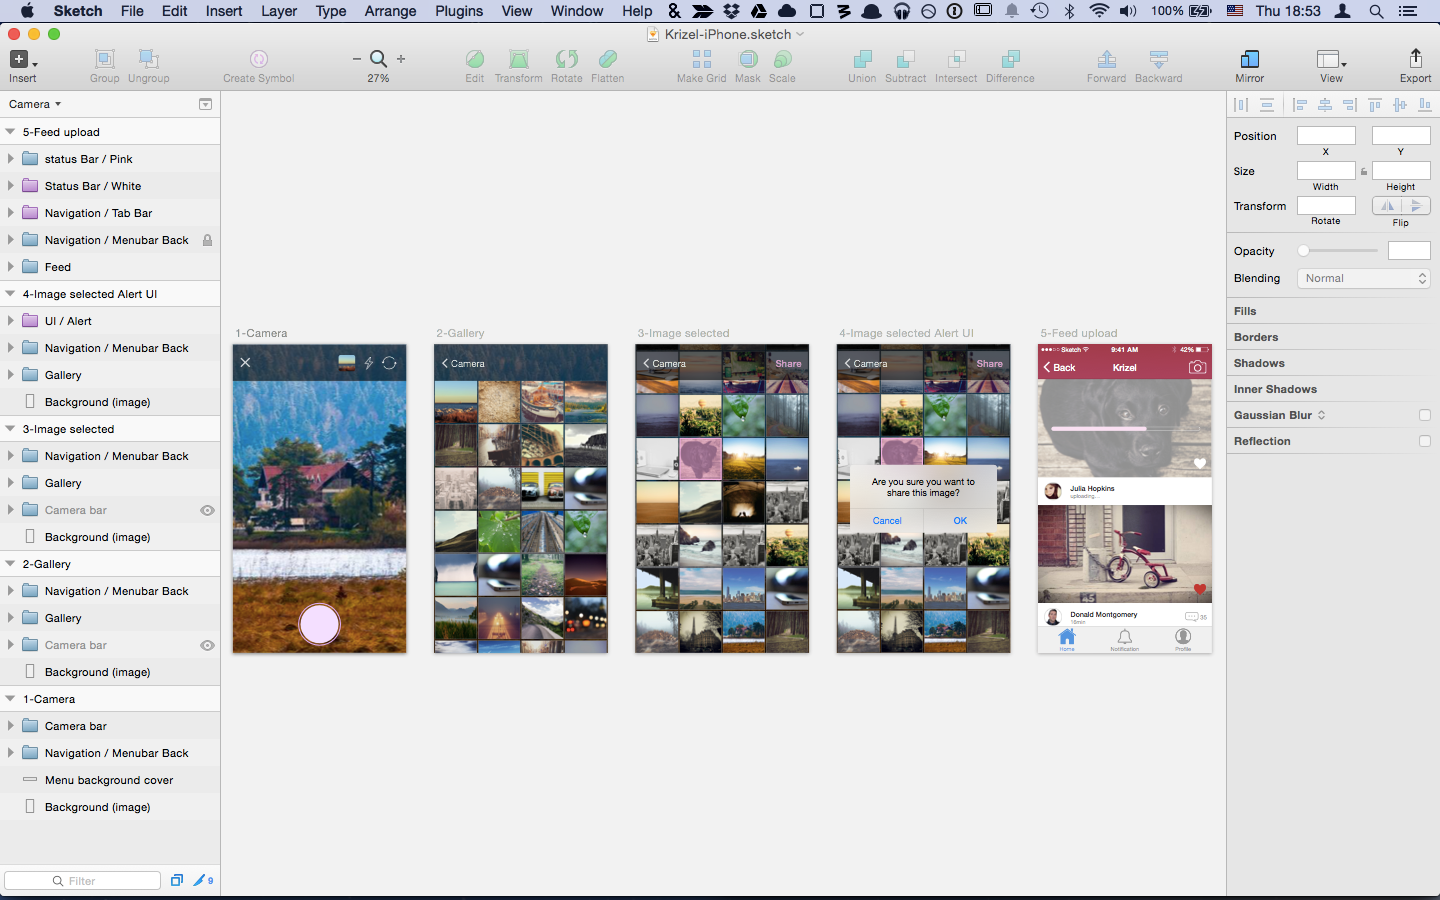 Sketch File Edit Insert Layer Type Arrange Plugins View Window Help 100% Thu 18:53
Krizel-iPhone.sketch
Insert Group Ungroup Create Symbol 27% Edit Transform Rotate Flatten Make Grid Mask Scale Union Subtract Intersect Difference Forward Backward Mirror View Export
Camera
5-Feed upload
status Bar / Pink
Status Bar / White
Navigation / Tab Bar
Navigation / Menubar Back
Feed
4-Image selected Alert UI
UI / Alert
Navigation / Menubar Back
Gallery
Background (image)
3-Image selected
Navigation / Menubar Back
Gallery
Camera bar
Background (image)
2-Gallery
Navigation / Menubar Back
Gallery
Camera bar
Background (image)
1-Camera
Camera bar
Navigation / Menubar Back
Menu background cover
Background (image)
Filter
9
1-Camera
2-Gallery
Camera
3-Image selected
Camera Share
4-Image selected Alert UI
Camera Share
Are you sure you want to
share this image?
Cancel OK
5-Feed upload
Sketch 9:41 AM 42%
Back Krizel
Julia Hopkins
uploading...
Donald Montgomery
16min
35
Home Notification Profile
Position
X Y
Size
Width Height
Transform
Rotate Flip
Opacity
Blending Normal
Fills
Borders
Shadows
Inner Shadows
Gaussian Blur
Reflection